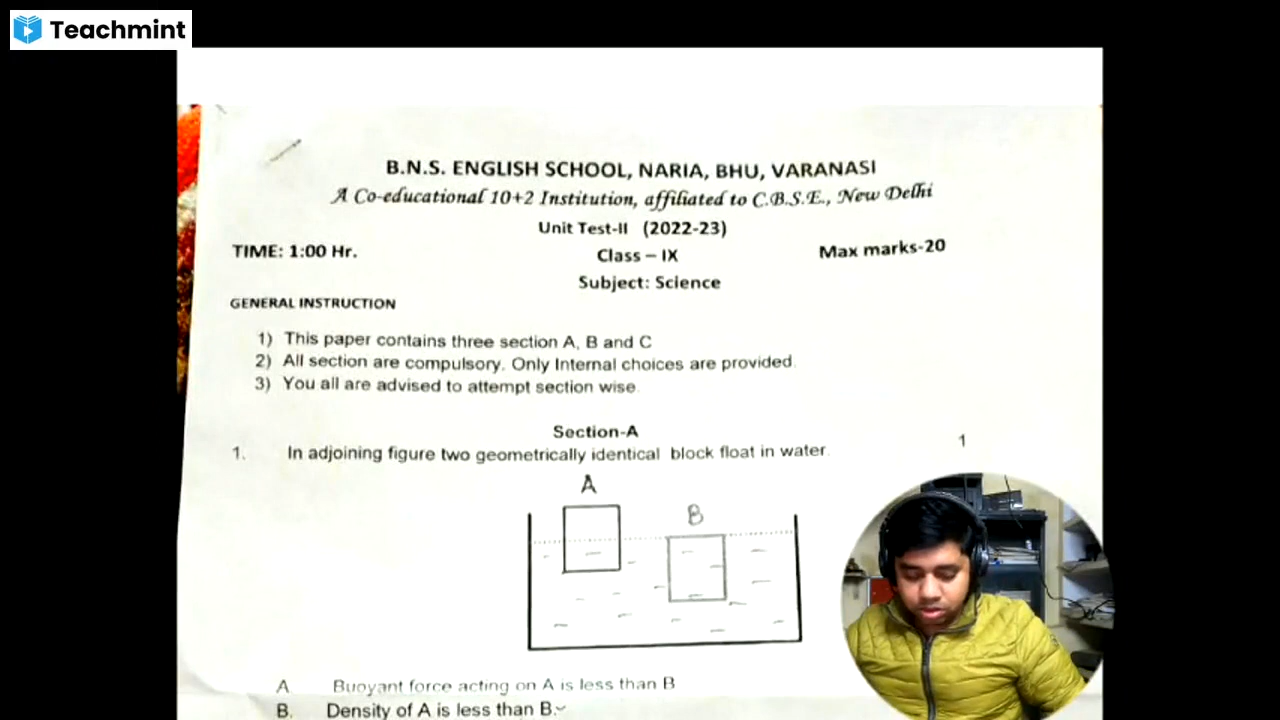 Teachmint
B.N.S. ENGLISH SCHOOL, NARIA, BHU, VARANASI
A Co-educational 10+2 Institution, affiliated to C.B.S.E., New Delhi
Unit Test-II (2022-23)
TIME: 1:00 Hr. Class – IX Max marks-20
Subject: Science
GENERAL INSTRUCTION
1) This paper contains three section A, B and C
2) All section are compulsory. Only Internal choices are provided.
3) You all are advised to attempt section wise.
Section-A
1. In adjoining figure two geometrically identical block float in water. 1
A
B
A Buoyant force acting on A is less than B
B. Density of A is less than B.